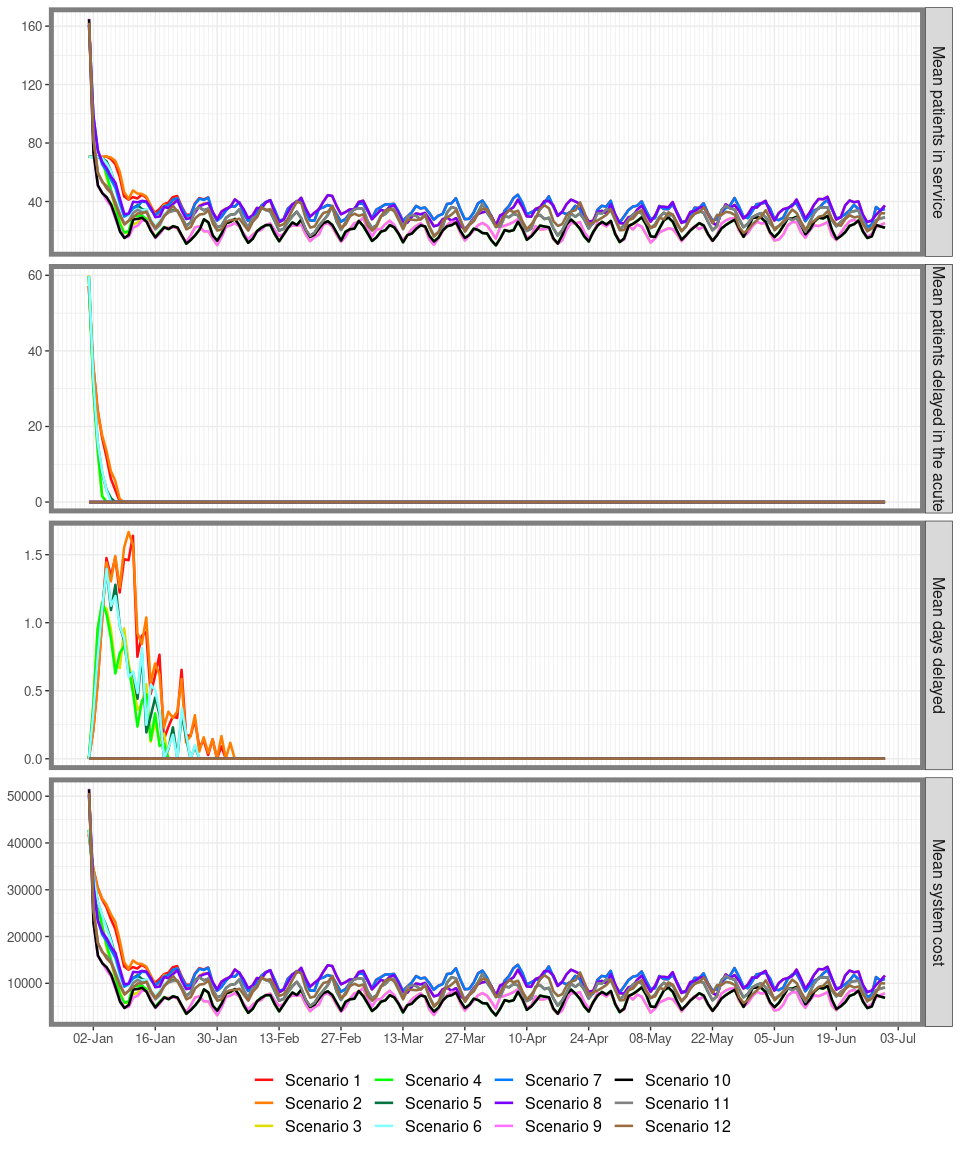 160
120
80
40
Mean patients in service
60
40
20
0
Mean patients delayed in the acute
1.5
1.0
0.5
0.0
Mean days delayed
50000
40000
30000
20000
10000
Mean system cost
02-Jan 16-Jan 30-Jan 13-Feb 27-Feb 13-Mar 27-Mar 10-Apr 24-Apr 08-May 22-May 05-Jun 19-Jun 03-Jul
Scenario 1 Scenario 4 Scenario 7 Scenario 10
Scenario 2 Scenario 5 Scenario 8 Scenario 11
Scenario 3 Scenario 6 Scenario 9 Scenario 12